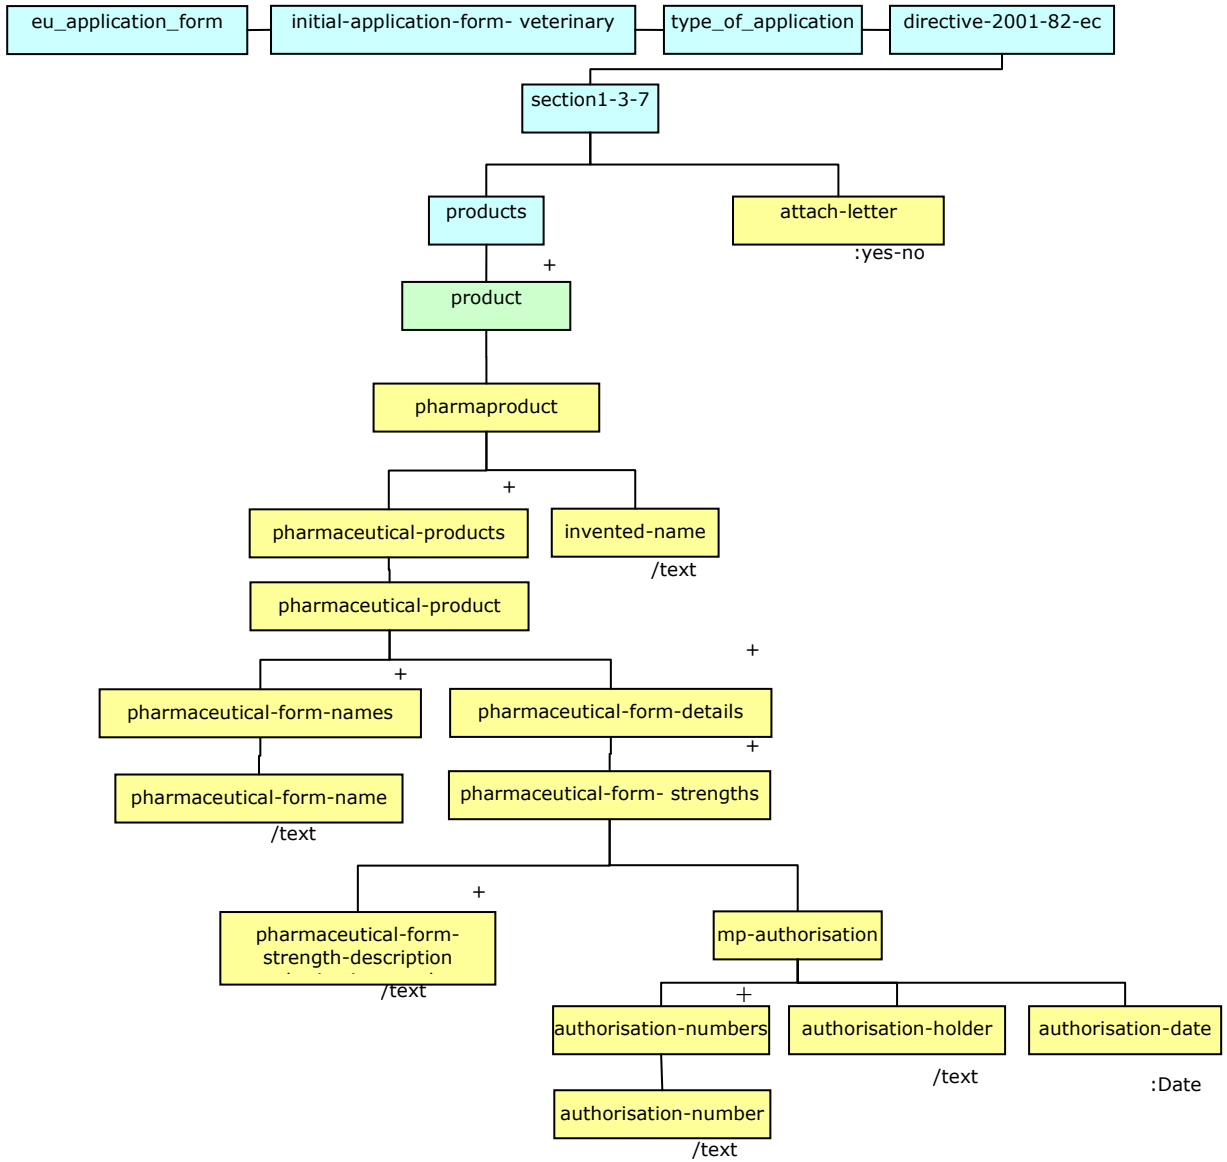 eu_application_form
initial-application-form- veterinary
type_of_application
directive-2001-82-ec
section1-3-7
products
attach-letter
:yes-no
+
product
pharmaproduct
+
pharmaceutical-products
invented-name
/text
pharmaceutical-product
+
+
pharmaceutical-form-names
pharmaceutical-form-details
+
pharmaceutical-form-name
pharmaceutical-form- strengths
/text
+
pharmaceutical-form-
strength-description
/text
mp-authorisation
+
authorisation-numbers
authorisation-holder
authorisation-date
/text
:Date
authorisation-number
/text